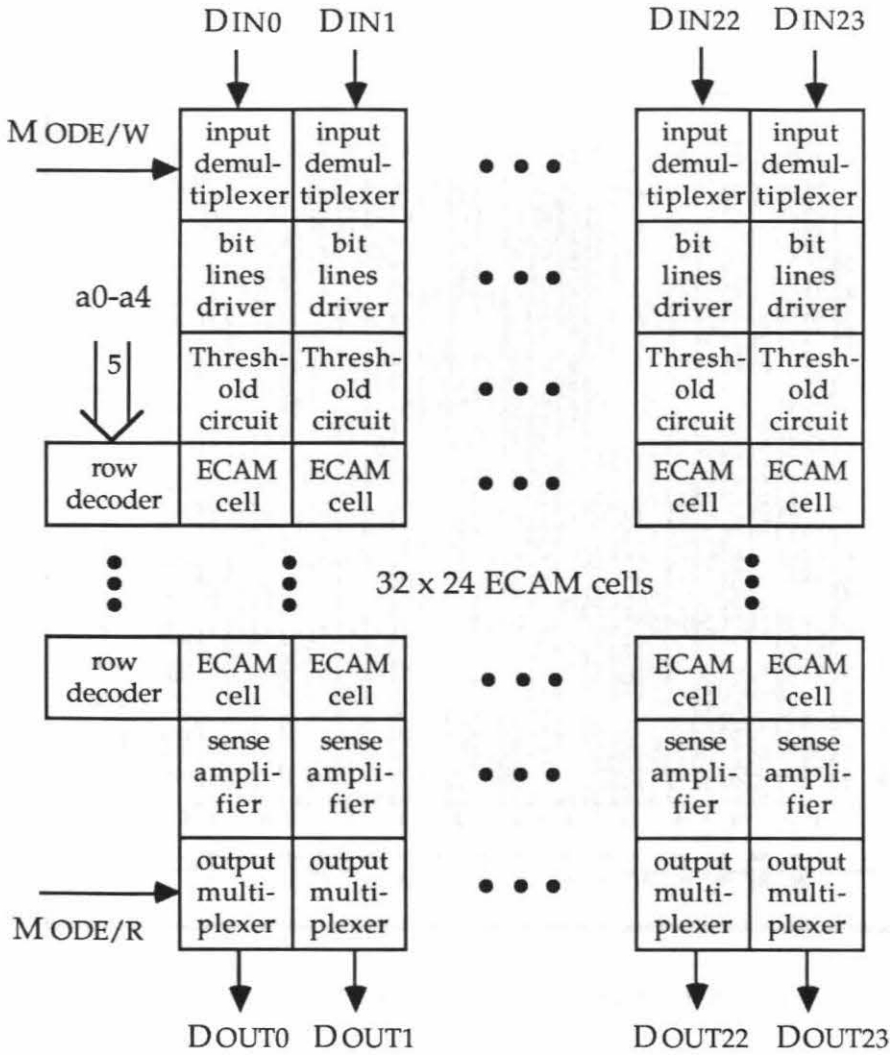 DIN0 DIN1 DIN22 DIN23
MODE/W
input demul- tiplexer
input demul- tiplexer
input demul- tiplexer
input demul- tiplexer
bit lines driver
bit lines driver
bit lines driver
bit lines driver
a0-a4
5
Thresh- old circuit
Thresh- old circuit
Thresh- old circuit
Thresh- old circuit
row decoder
ECAM cell
ECAM cell
ECAM cell
ECAM cell
32 x 24 ECAM cells
row decoder
ECAM cell
ECAM cell
ECAM cell
ECAM cell
sense ampli- fier
sense ampli- fier
sense ampli- fier
sense ampli- fier
output multi- plexer
output multi- plexer
output multi- plexer
output multi- plexer
MODE/R
DOUT0 DOUT1 DOUT22 DOUT23